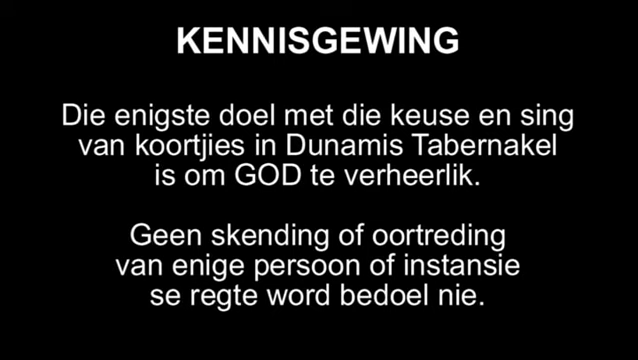 KENNISGEWING
Die enigste doel met die keuse en sing
van koortjies in Dunamis Tabernakel
is om GOD te verheerlik.
Geen skending of oortreding
van enige persoon of instansie
se regte word bedoel nie.